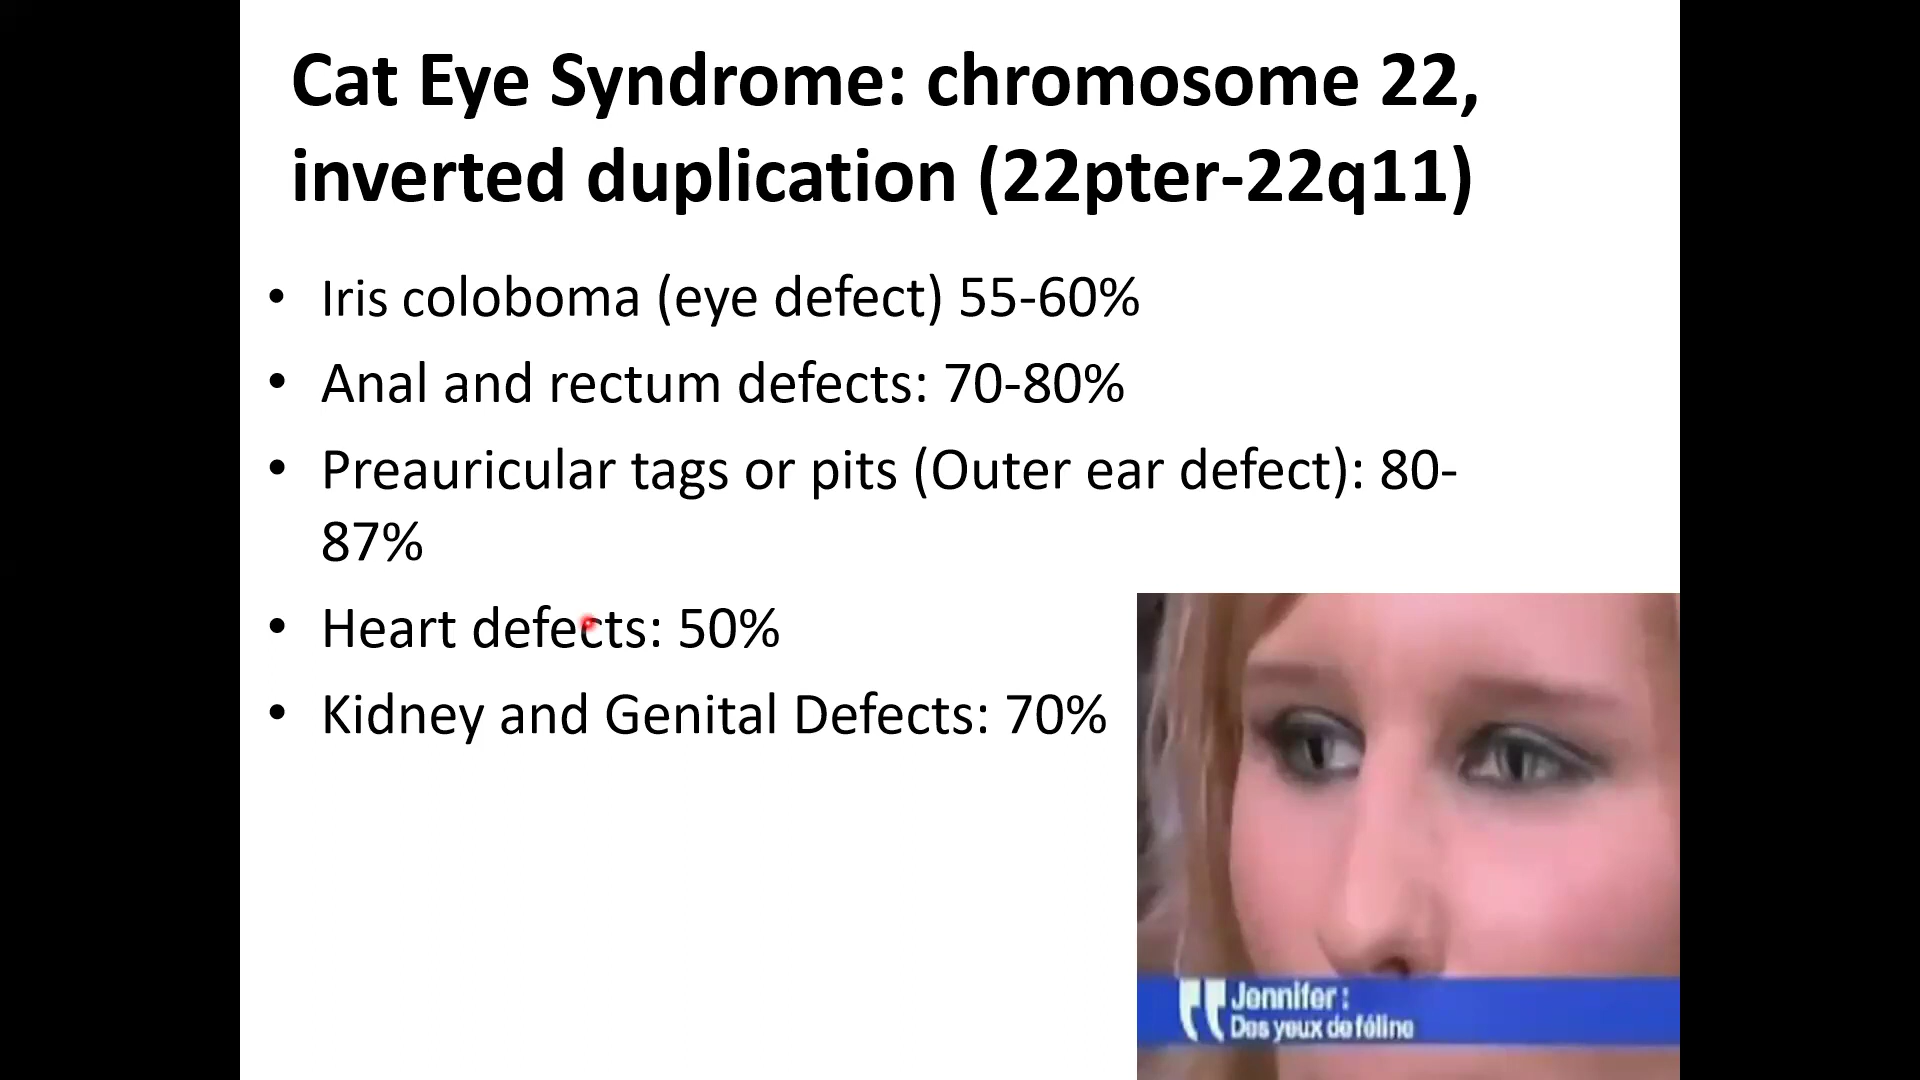 Cat Eye Syndrome: chromosome 22,
inverted duplication (22pter-22q11)
• Iris coloboma (eye defect) 55-60%
• Anal and rectum defects: 70-80%
• Preauricular tags or pits (Outer ear defect): 80-
87%
• Heart defects: 50%
• Kidney and Genital Defects: 70%
Jennifer :
Des yeux de féline